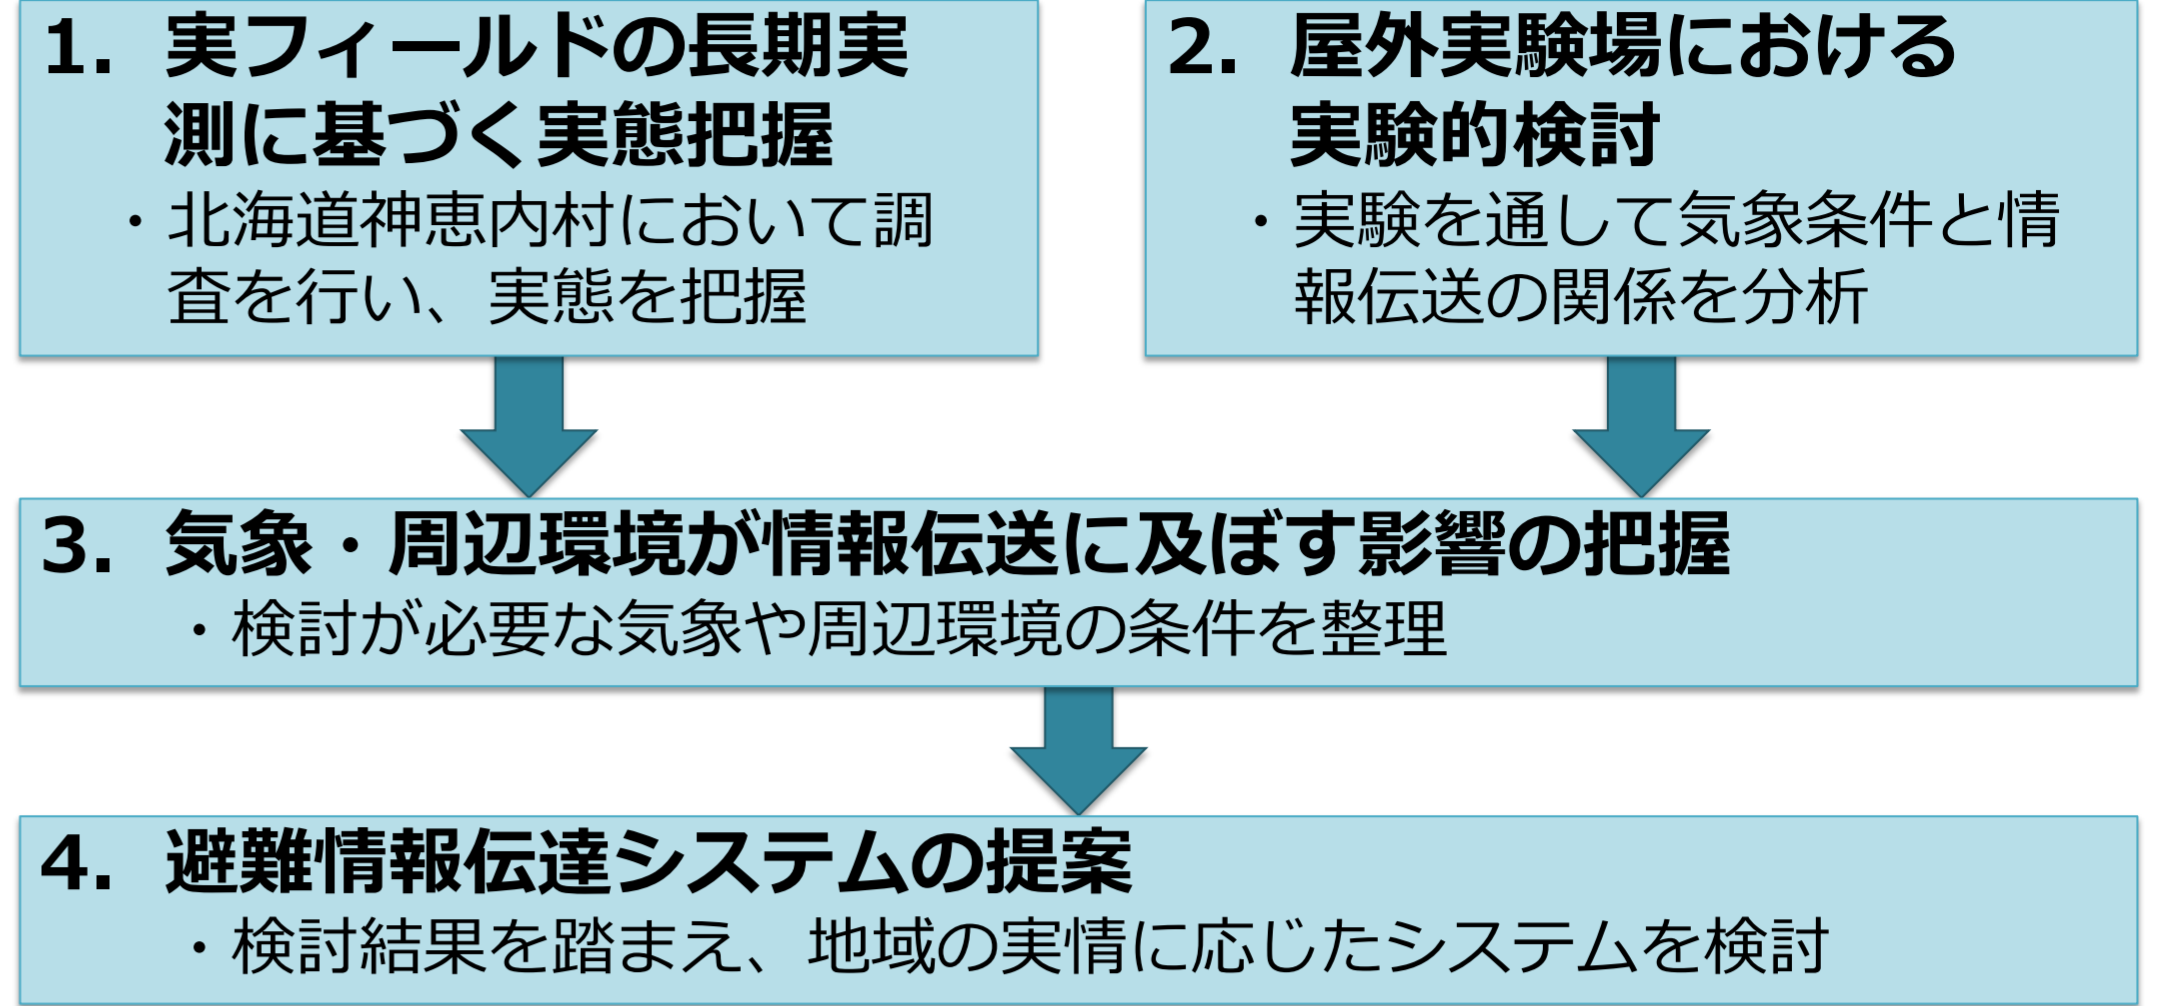 1. 実フィールドの長期実
測に基づく実態把握
・北海道神恵内村において調
査を行い、実態を把握
2. 屋外実験場における
実験的検討
・実験を通して気象条件と情
報伝送の関係を分析
3. 気象・周辺環境が情報伝送に及ぼす影響の把握
・検討が必要な気象や周辺環境の条件を整理
4. 避難情報伝達システムの提案
・検討結果を踏まえ、地域の実情に応じたシステムを検討